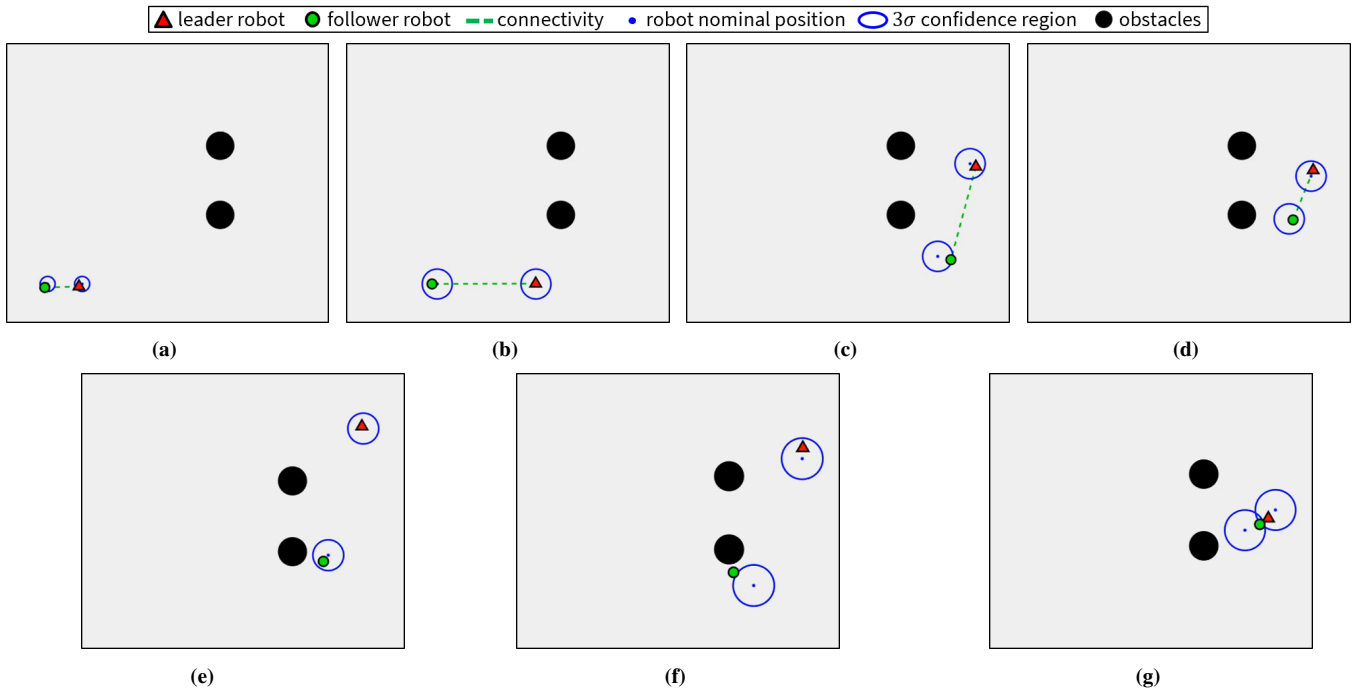 leader robot follower robot connectivity robot nominal position 3σ confidence region obstacles
(a) (b) (c) (d)
(e) (f) (g)